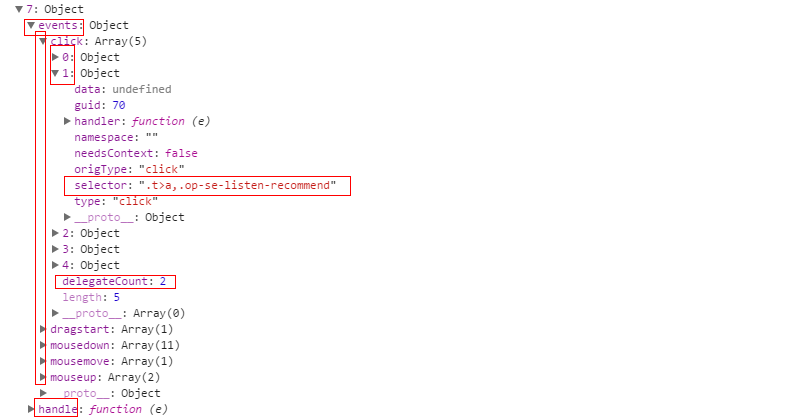 7: Object
events: Object
click: Array(5)
0: Object
1: Object
data: undefined
guid: 70
handler: function (e)
namespace: ""
needsContext: false
origType: "click"
selector: ".t>a,.op-se-listen-recommend"
type: "click"
__proto__: Object
2: Object
3: Object
4: Object
delegateCount: 2
length: 5
__proto__: Array(0)
dragstart: Array(1)
mousedown: Array(11)
mousemove: Array(1)
mouseup: Array(2)
__proto__: Object
handle: function (e)